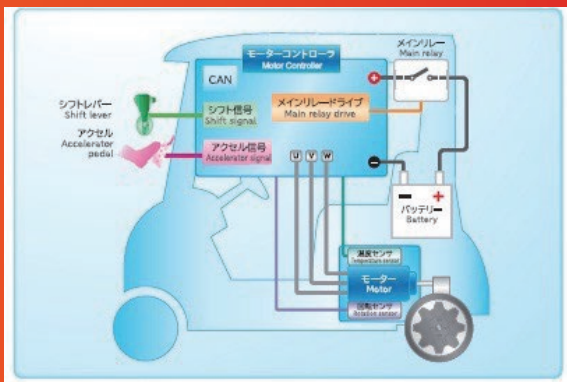 モーターコントローラ
Motor Controller
メインリレー
Main relay
CAN
シフトレバー
Shift lever
シフト信号
Shift signal
メインリレードライブ
Main relay drive
アクセル
Accelerator
pedal
アクセル信号
Accelerator signal
U V W
+
−
− +
バッテリー
Battery
温度センサ
Temperature sensor
モーター
Motor
回転センサ
Rotation sensor